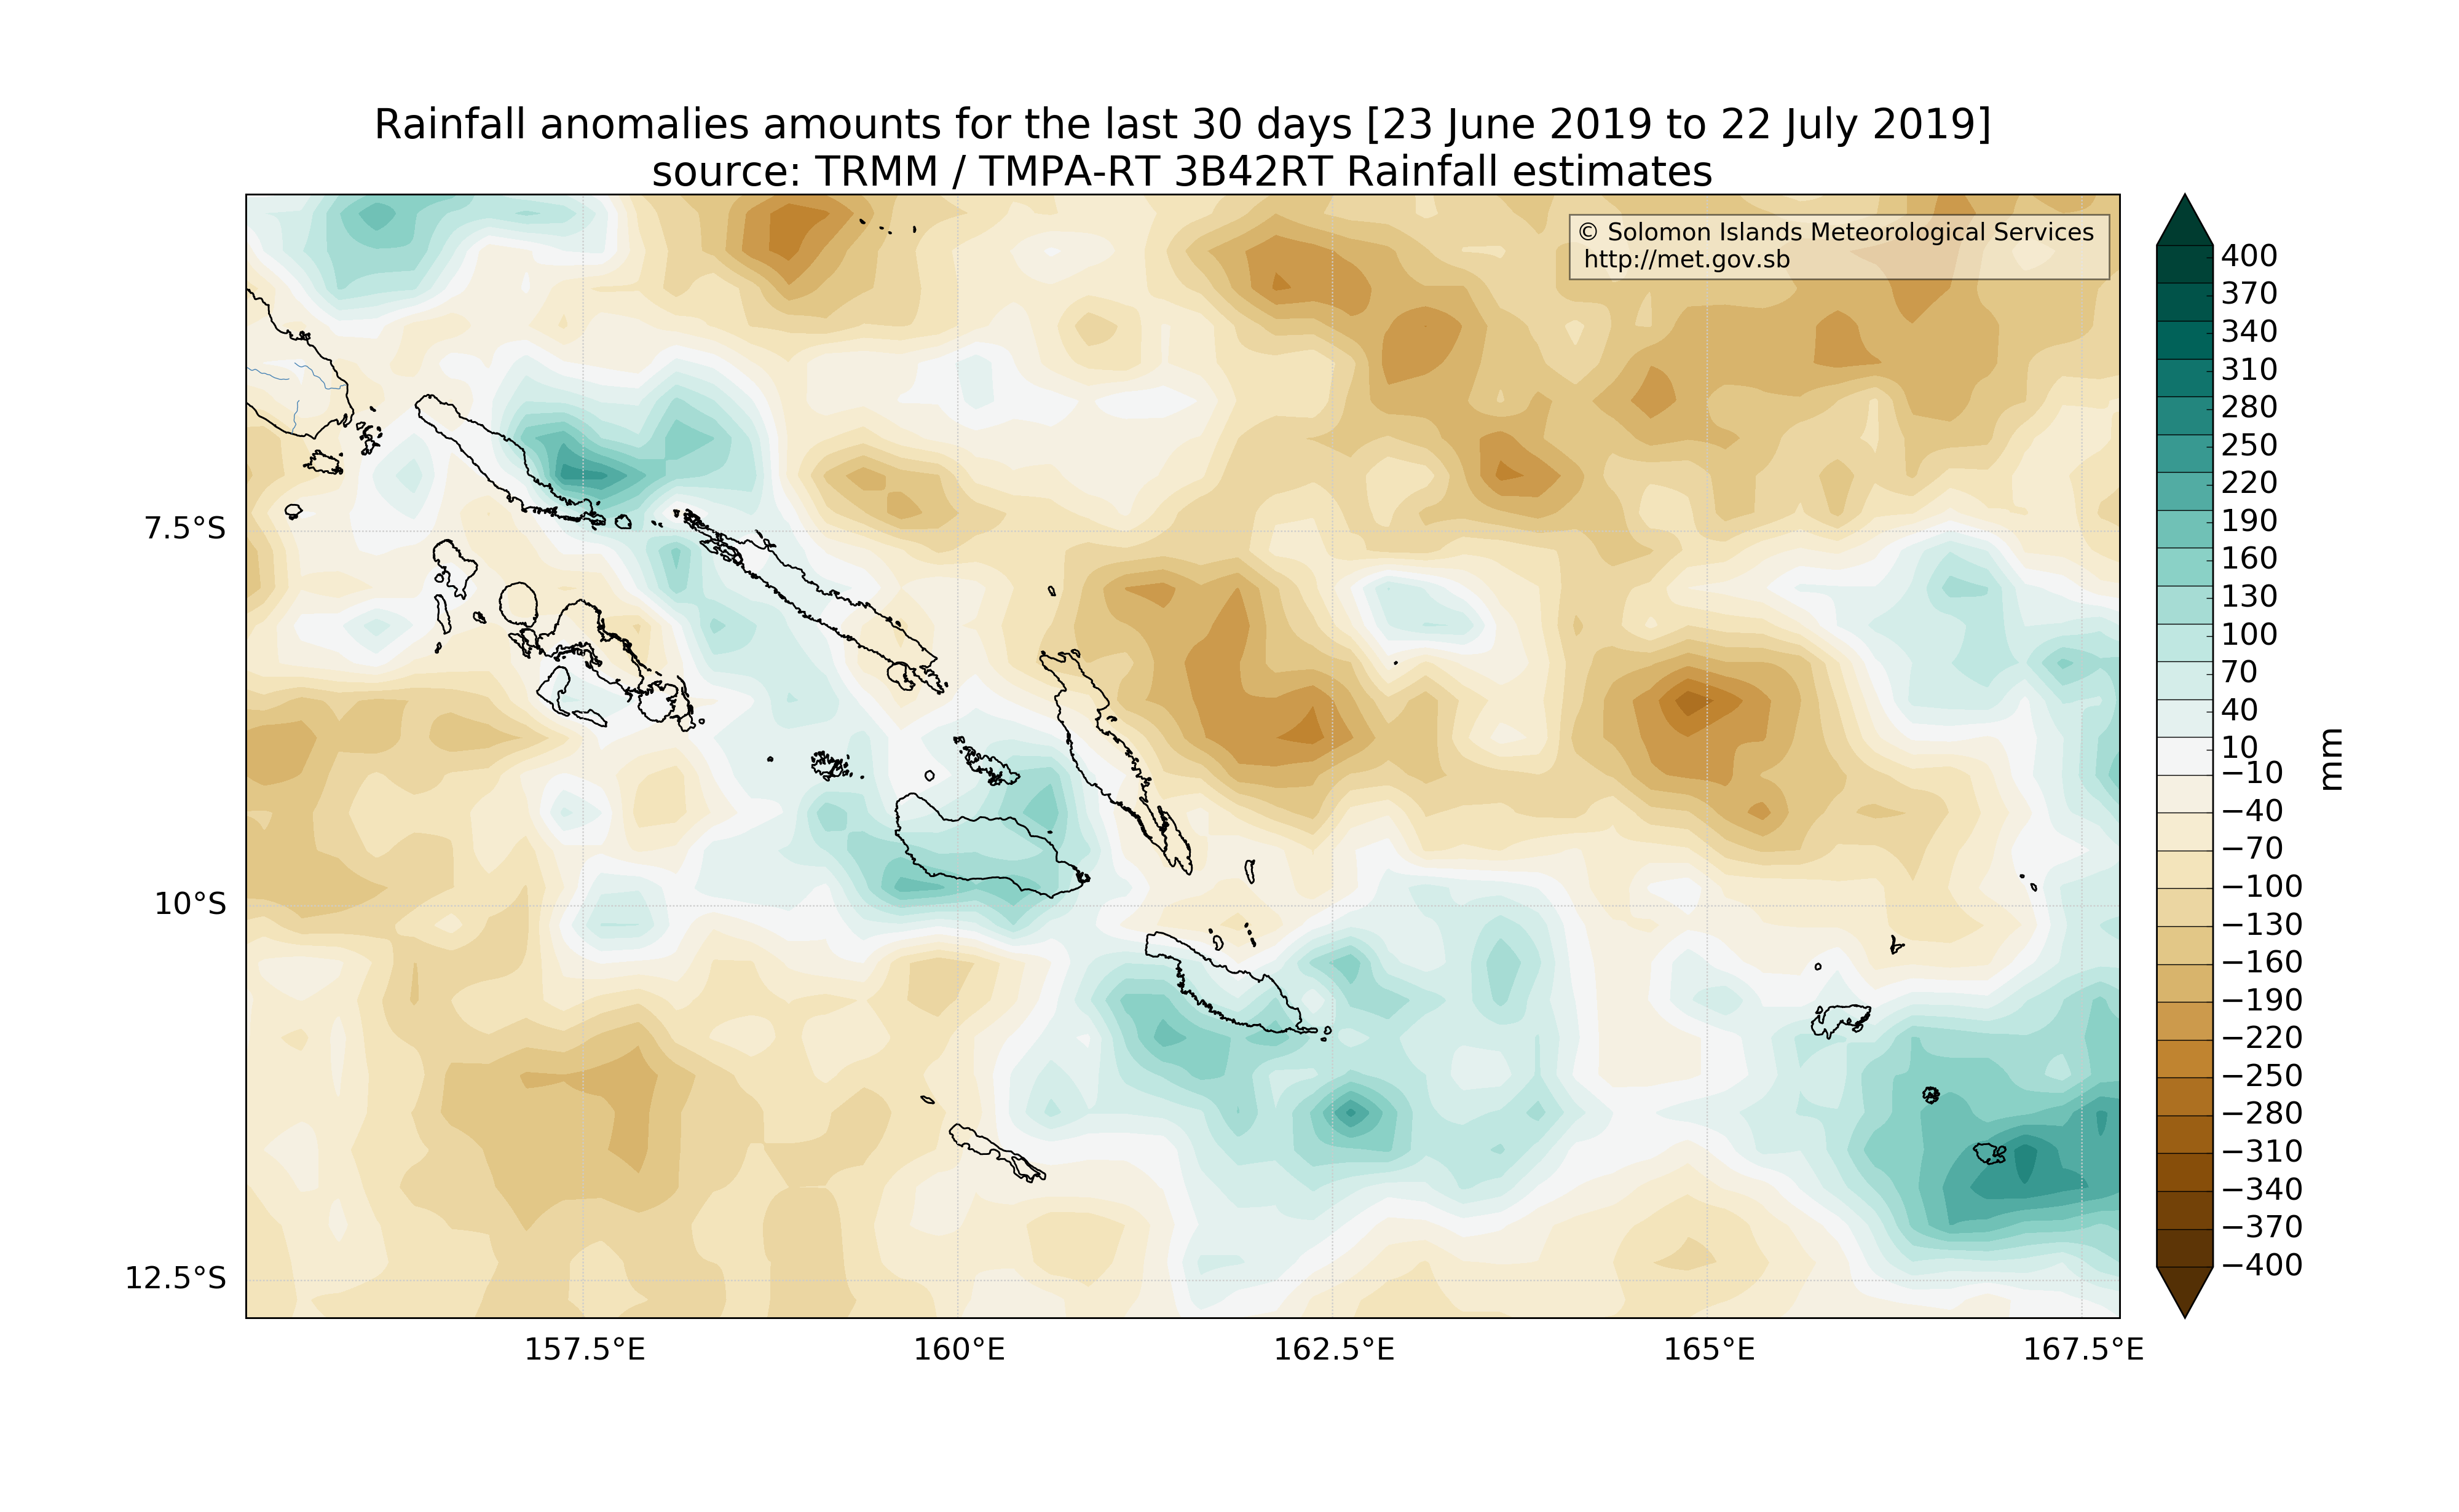 Rainfall anomalies amounts for the last 30 days [23 June 2019 to 22 July 2019]
source: TRMM / TMPA-RT 3B42RT Rainfall estimates
© Solomon Islands Meteorological Services
http://met.gov.sb
7.5°S
10°S
12.5°S
157.5°E
160°E
162.5°E
165°E
167.5°E
400
370
340
310
280
250
220
190
160
130
100
70
40
10
−10
−40
−70
−100
−130
−160
−190
−220
−250
−280
−310
−340
−370
−400
mm